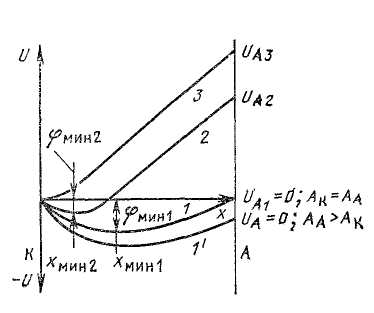 U
U_A3
3
U_A2
φ_мин2
2
φ_мин1
1
x
U_A1 = 0; A_K = A_A
U_A = 0; A_A > A_K
К
x_мин2
x_мин1
1'
А
-U